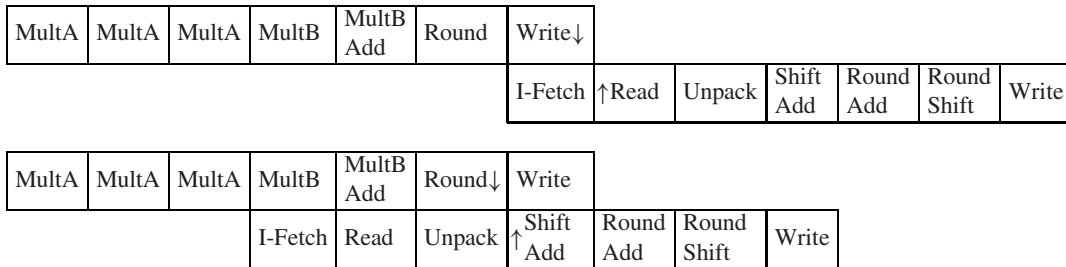 MultA MultA MultA MultB MultB Add Round Write↓
I-Fetch ↑Read Unpack Shift Add Round Add Round Shift Write
MultA MultA MultA MultB MultB Add Round↓ Write
I-Fetch Read Unpack ↑Shift Add Round Add Round Shift Write